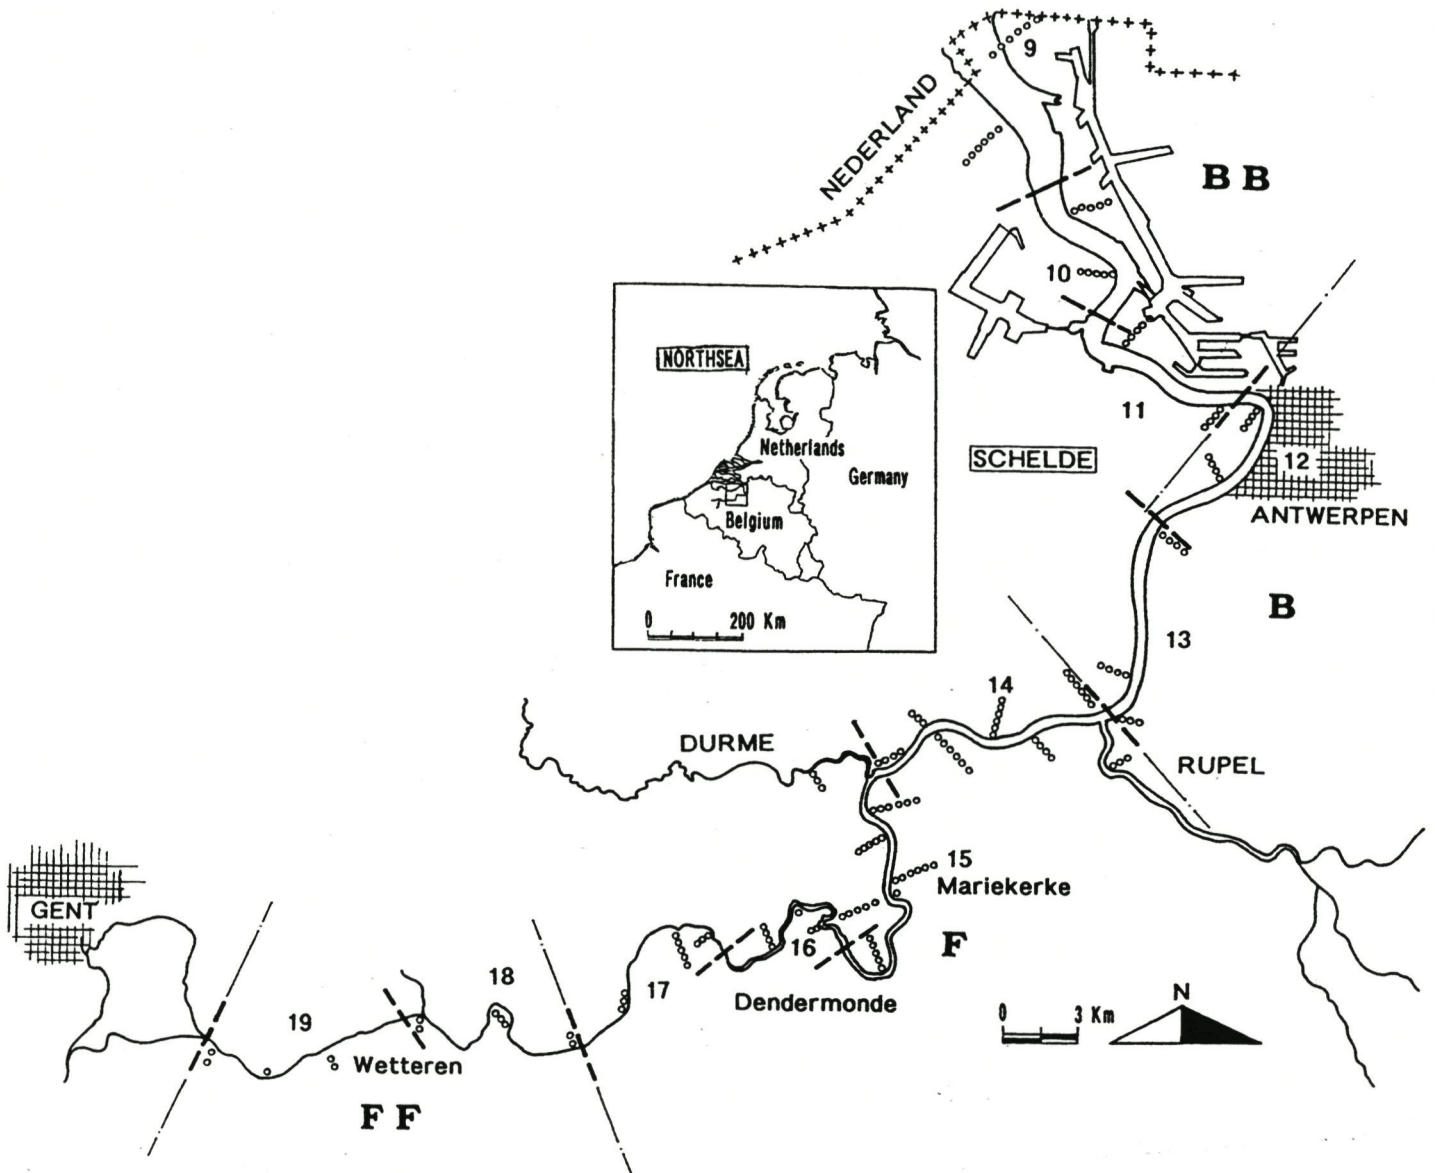 9
NEDERLAND
B B
10
NORTHSEA
Netherlands
Germany
Belgium
France
0 200 Km
11
SCHELDE
12
ANTWERPEN
B
13
14
DURME
RUPEL
15
Mariekerke
GENT
F
16
17
18
Dendermonde
19
Wetteren
F F
0 3 Km
N